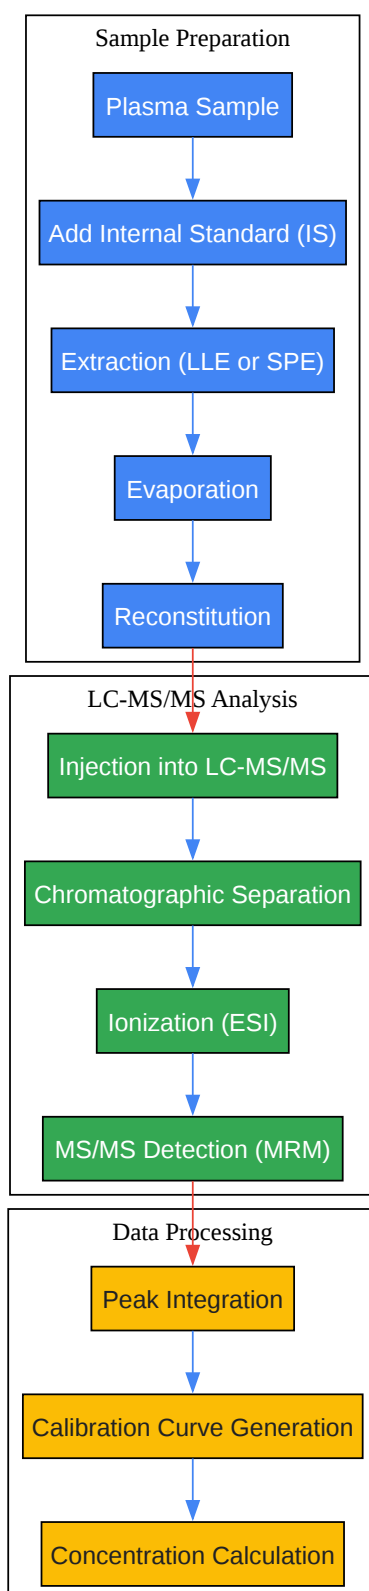 Sample Preparation
Plasma Sample
Add Internal Standard (IS)
Extraction (LLE or SPE)
Evaporation
Reconstitution
LC-MS/MS Analysis
Injection into LC-MS/MS
Chromatographic Separation
Ionization (ESI)
MS/MS Detection (MRM)
Data Processing
Peak Integration
Calibration Curve Generation
Concentration Calculation